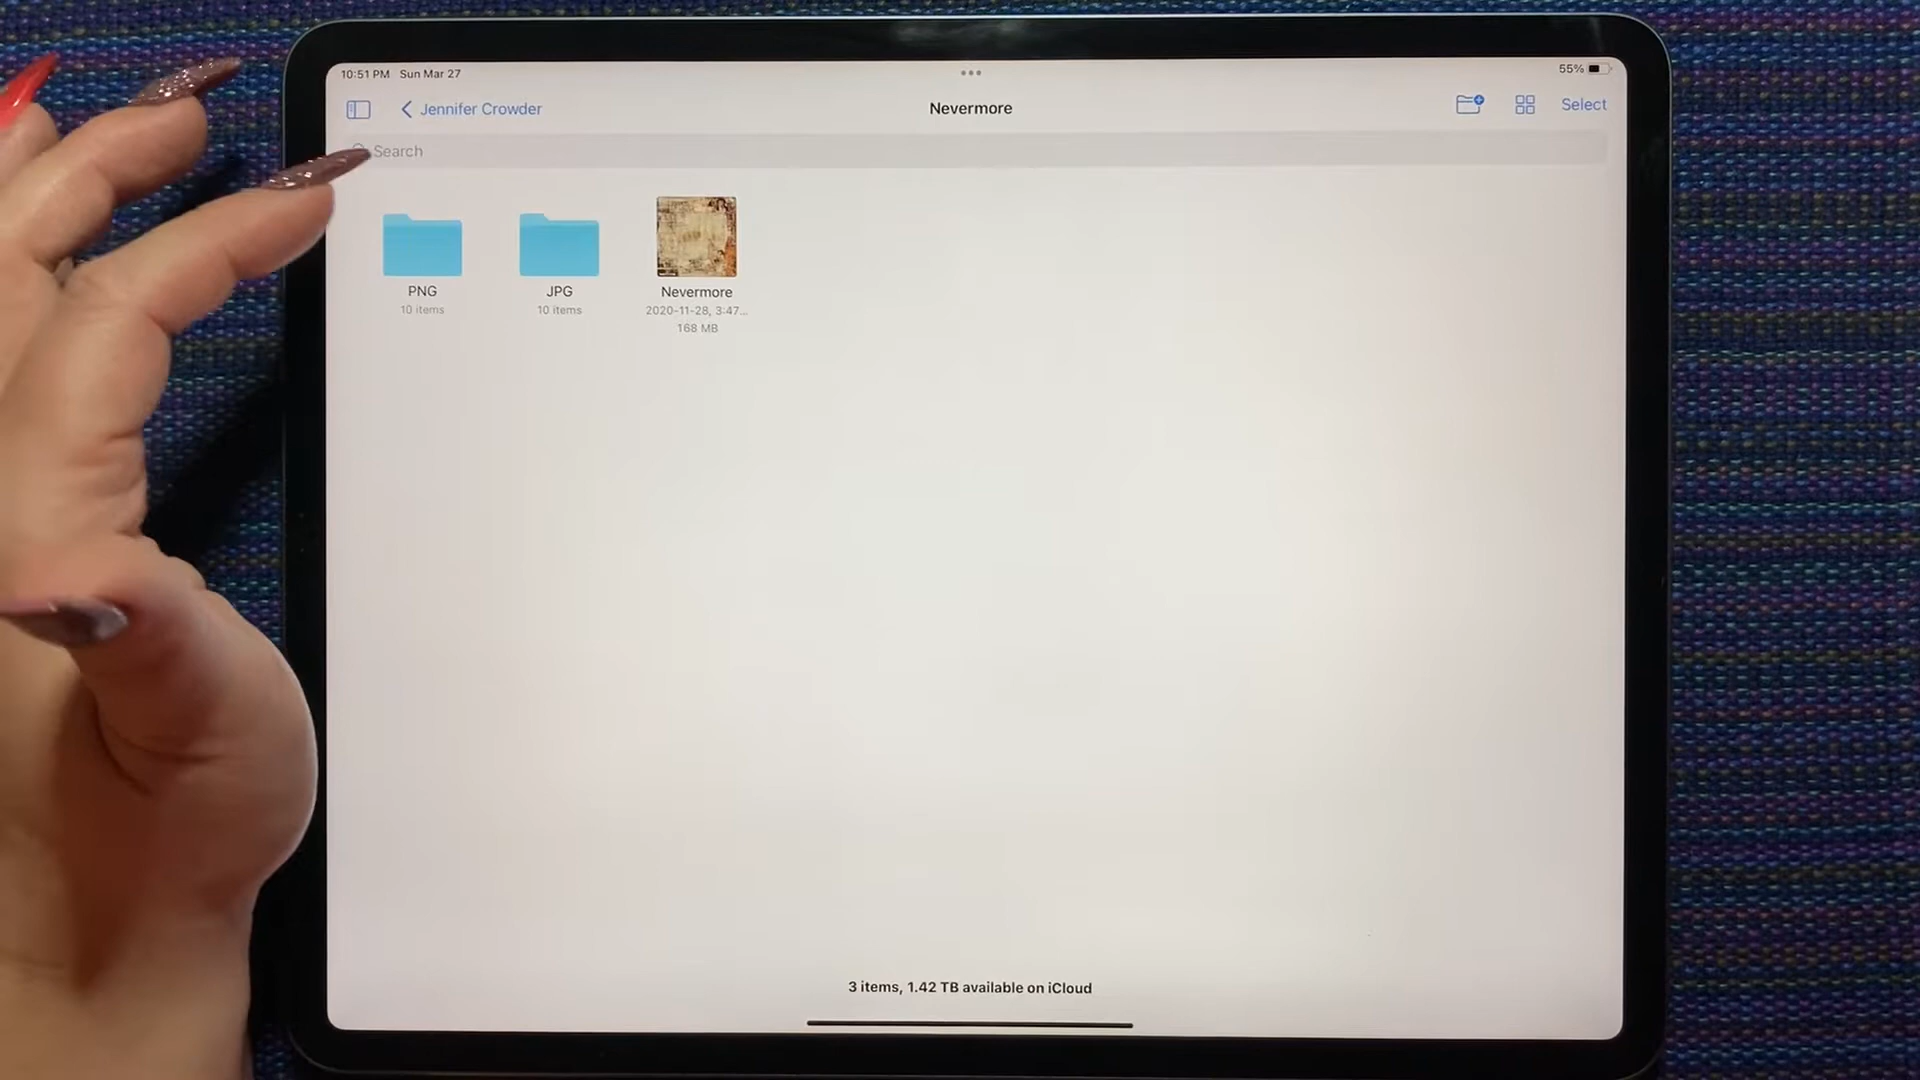 10:51 PM Sun Mar 27
55%
Jennifer Crowder
Nevermore
Select
Search
PNG
10 items
JPG
10 items
Nevermore
2020-11-28, 3:47...
168 MB
3 items, 1.42 TB available on iCloud